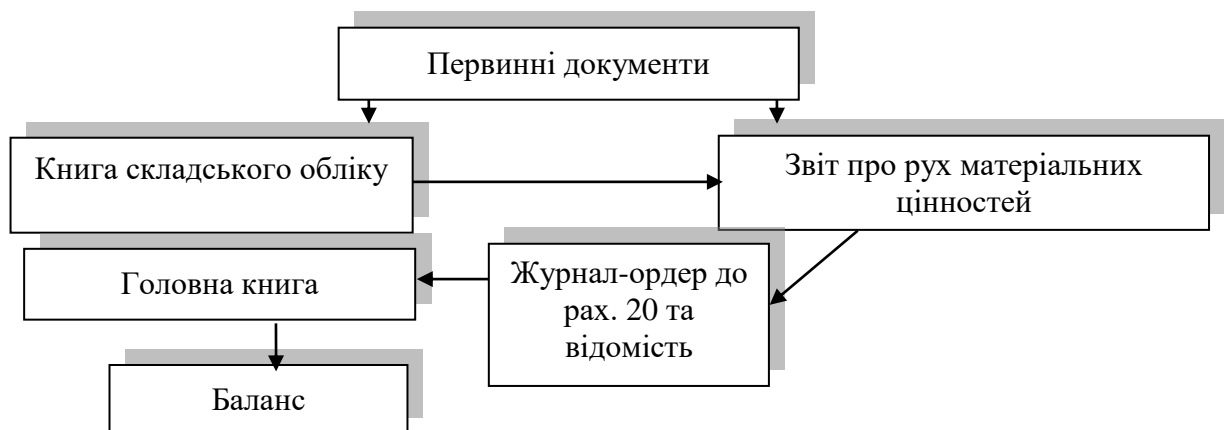 Первинні документи
Книга складського обліку
Звіт про рух матеріальних
цінностей
Головна книга
Журнал-ордер до
рах. 20 та
відомість
Баланс